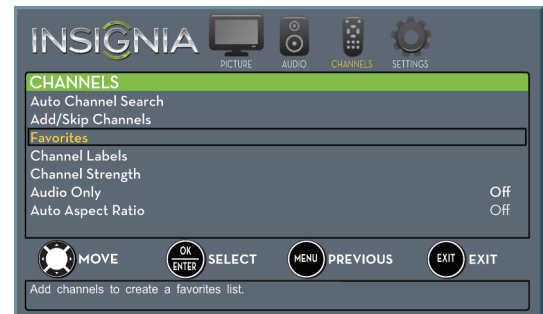 INSIGNIA
PICTURE AUDIO CHANNELS SETTINGS
CHANNELS
Auto Channel Search
Add/Skip Channels
Favorites
Channel Labels
Channel Strength
Audio Only Off
Auto Aspect Ratio Off
MOVE OK ENTER SELECT MENU PREVIOUS EXIT EXIT
Add channels to create a favorites list.